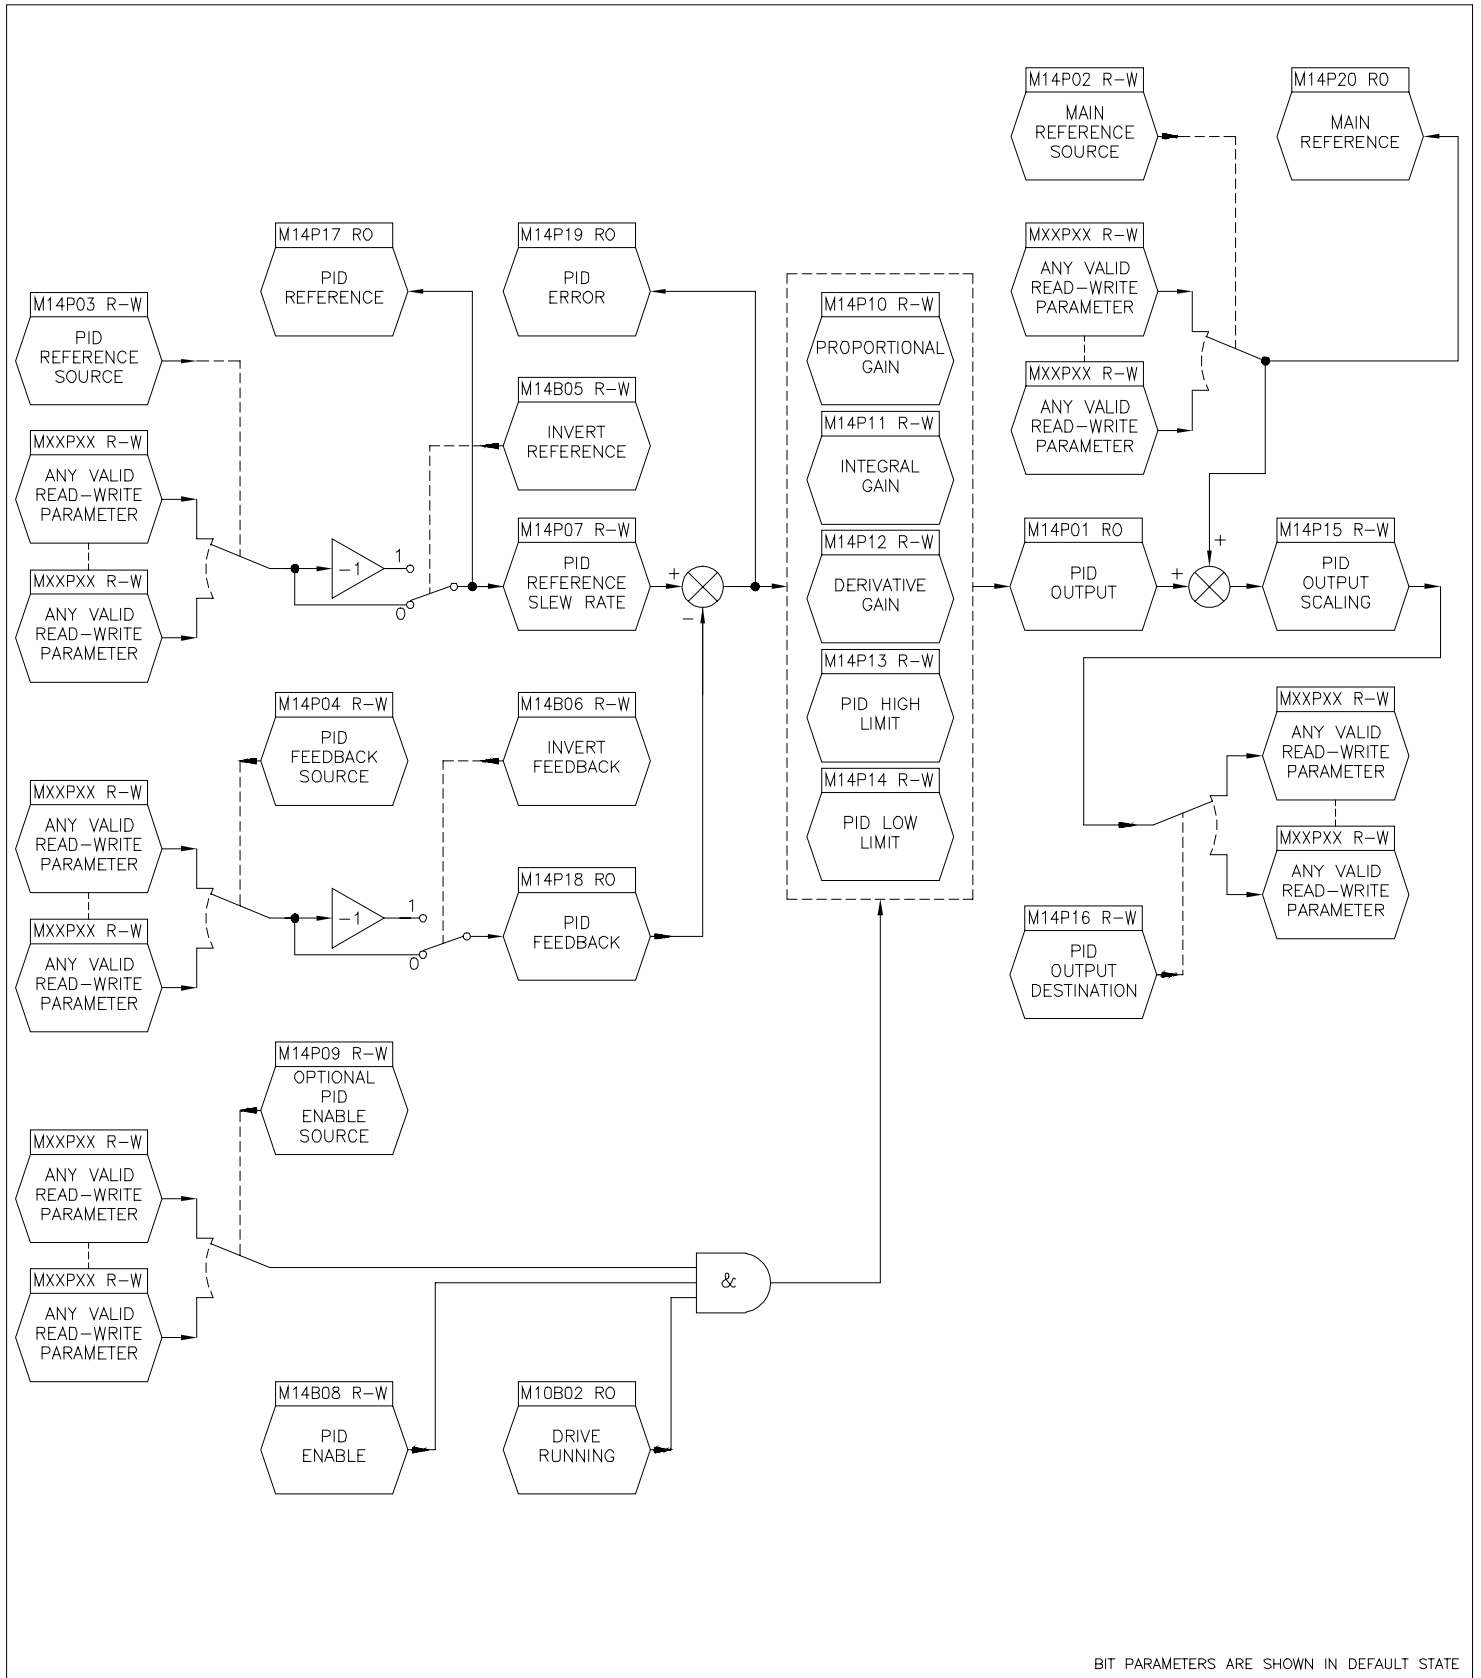 M14P02 R-W
MAIN
REFERENCE
SOURCE
M14P20 RO
MAIN
REFERENCE
M14P17 RO
PID
REFERENCE
M14P19 RO
PID
ERROR
MXXPXX R-W
ANY VALID
READ-WRITE
PARAMETER
MXXPXX R-W
ANY VALID
READ-WRITE
PARAMETER
M14P03 R-W
PID
REFERENCE
SOURCE
MXXPXX R-W
ANY VALID
READ-WRITE
PARAMETER
MXXPXX R-W
ANY VALID
READ-WRITE
PARAMETER
-1
1
0
M14B05 R-W
INVERT
REFERENCE
M14P07 R-W
PID
REFERENCE
SLEW RATE
+
-
M14P10 R-W
PROPORTIONAL
GAIN
M14P11 R-W
INTEGRAL
GAIN
M14P12 R-W
DERIVATIVE
GAIN
M14P13 R-W
PID HIGH
LIMIT
M14P14 R-W
PID LOW
LIMIT
M14P01 RO
PID
OUTPUT
+
+
M14P15 R-W
PID
OUTPUT
SCALING
M14P04 R-W
PID
FEEDBACK
SOURCE
M14B06 R-W
INVERT
FEEDBACK
MXXPXX R-W
ANY VALID
READ-WRITE
PARAMETER
MXXPXX R-W
ANY VALID
READ-WRITE
PARAMETER
-1
1
0
M14P18 RO
PID
FEEDBACK
MXXPXX R-W
ANY VALID
READ-WRITE
PARAMETER
MXXPXX R-W
ANY VALID
READ-WRITE
PARAMETER
M14P16 R-W
PID
OUTPUT
DESTINATION
M14P09 R-W
OPTIONAL
PID
ENABLE
SOURCE
MXXPXX R-W
ANY VALID
READ-WRITE
PARAMETER
MXXPXX R-W
ANY VALID
READ-WRITE
PARAMETER
&
M14B08 R-W
PID
ENABLE
M10B02 RO
DRIVE
RUNNING
BIT PARAMETERS ARE SHOWN IN DEFAULT STATE